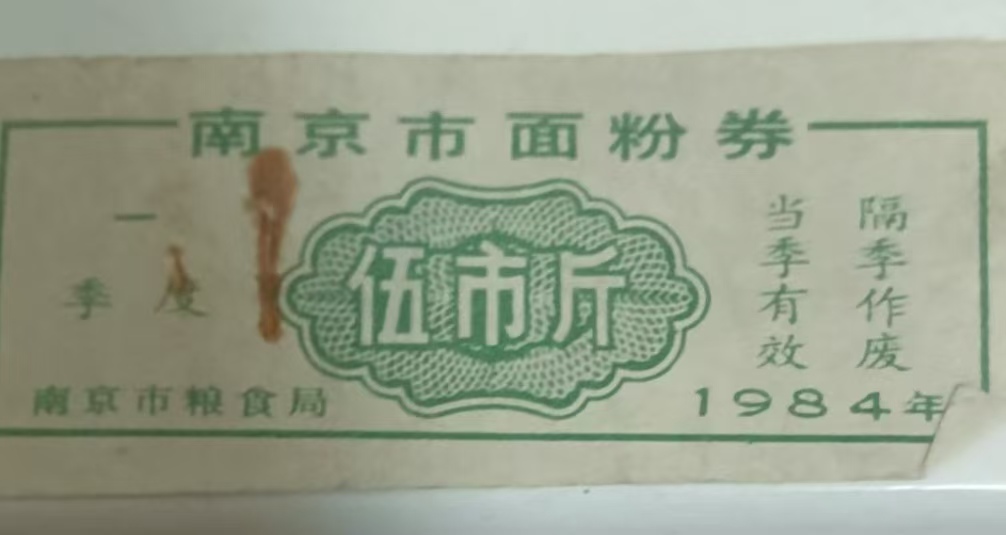 南京市面粉券
一
季度
伍市斤
当季有效
隔季作废
南京市粮食局
1984年